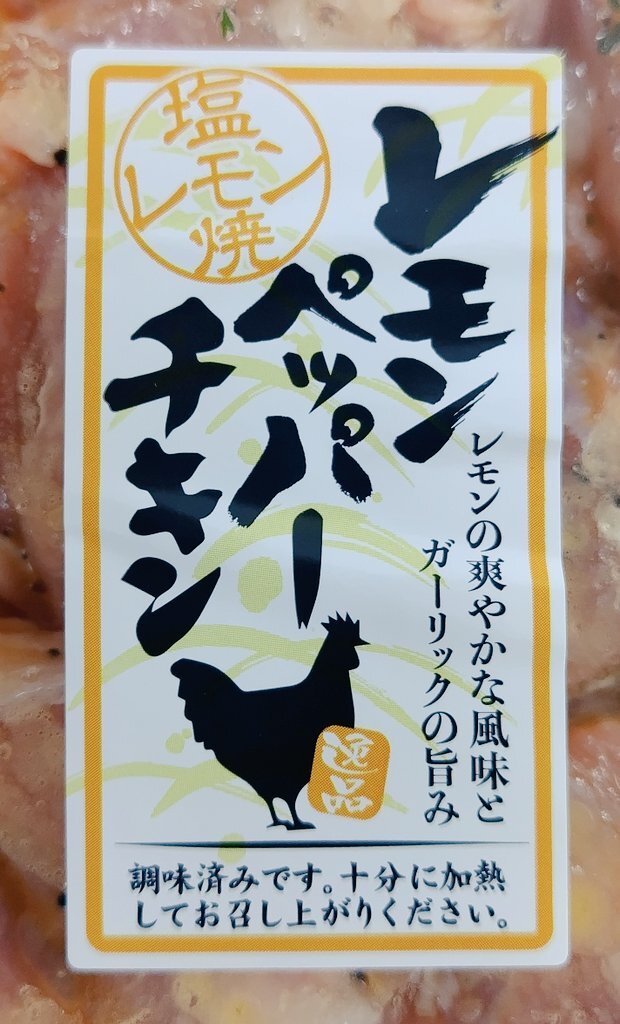 塩
レモン
焼
レモン
ペッパー
チキン
レモンの爽やかな風味と
ガーリックの旨み
逸品
調味済みです。十分に加熱
してお召し上がりください。